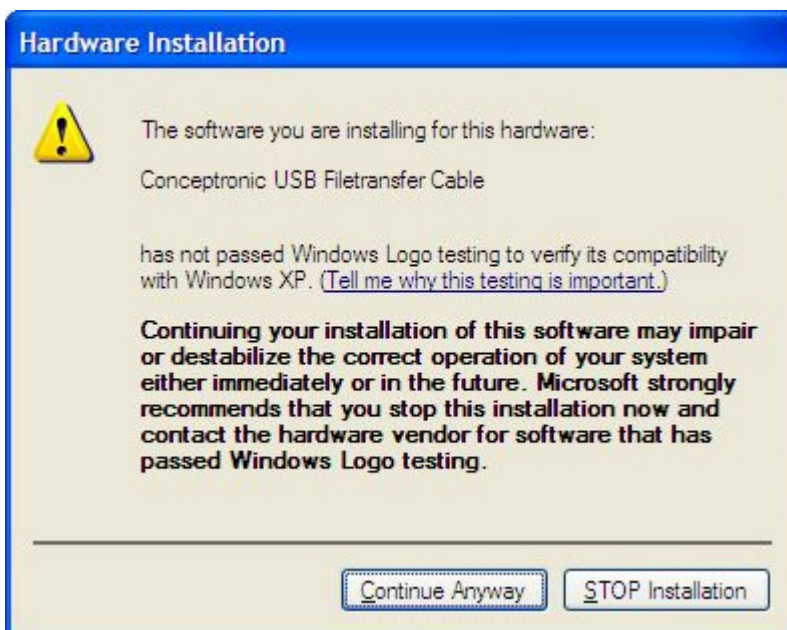 Hardware Installation
The software you are installing for this hardware:
Conceptronic USB Filetransfer Cable
has not passed Windows Logo testing to verify its compatibility
with Windows XP. (Tell me why this testing is important.)
Continuing your installation of this software may impair
or destabilize the correct operation of your system
either immediately or in the future. Microsoft strongly
recommends that you stop this installation now and
contact the hardware vendor for software that has
passed Windows Logo testing.
Continue Anyway
STOP Installation